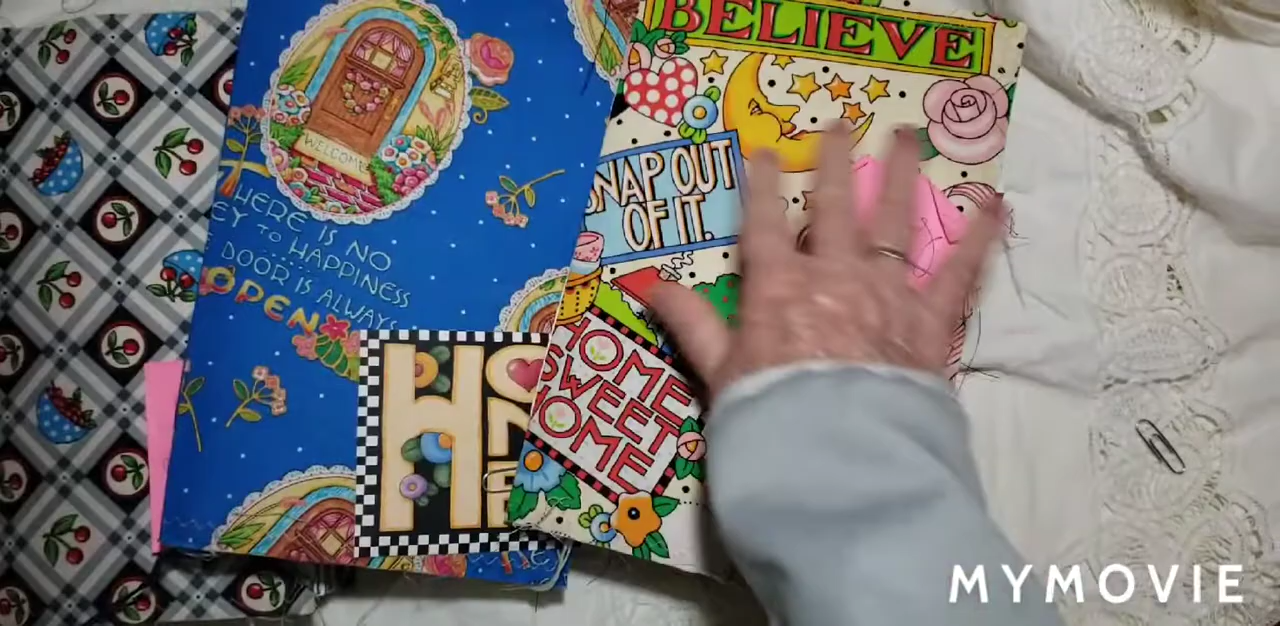 BELIEVE
WELCOME
SNAP OUT
OF IT.
HERE IS NO
EY TO HAPPINESS
DOOR IS ALWAYS
OPEN
HOME
SWEET
HOME
MYMOVIE